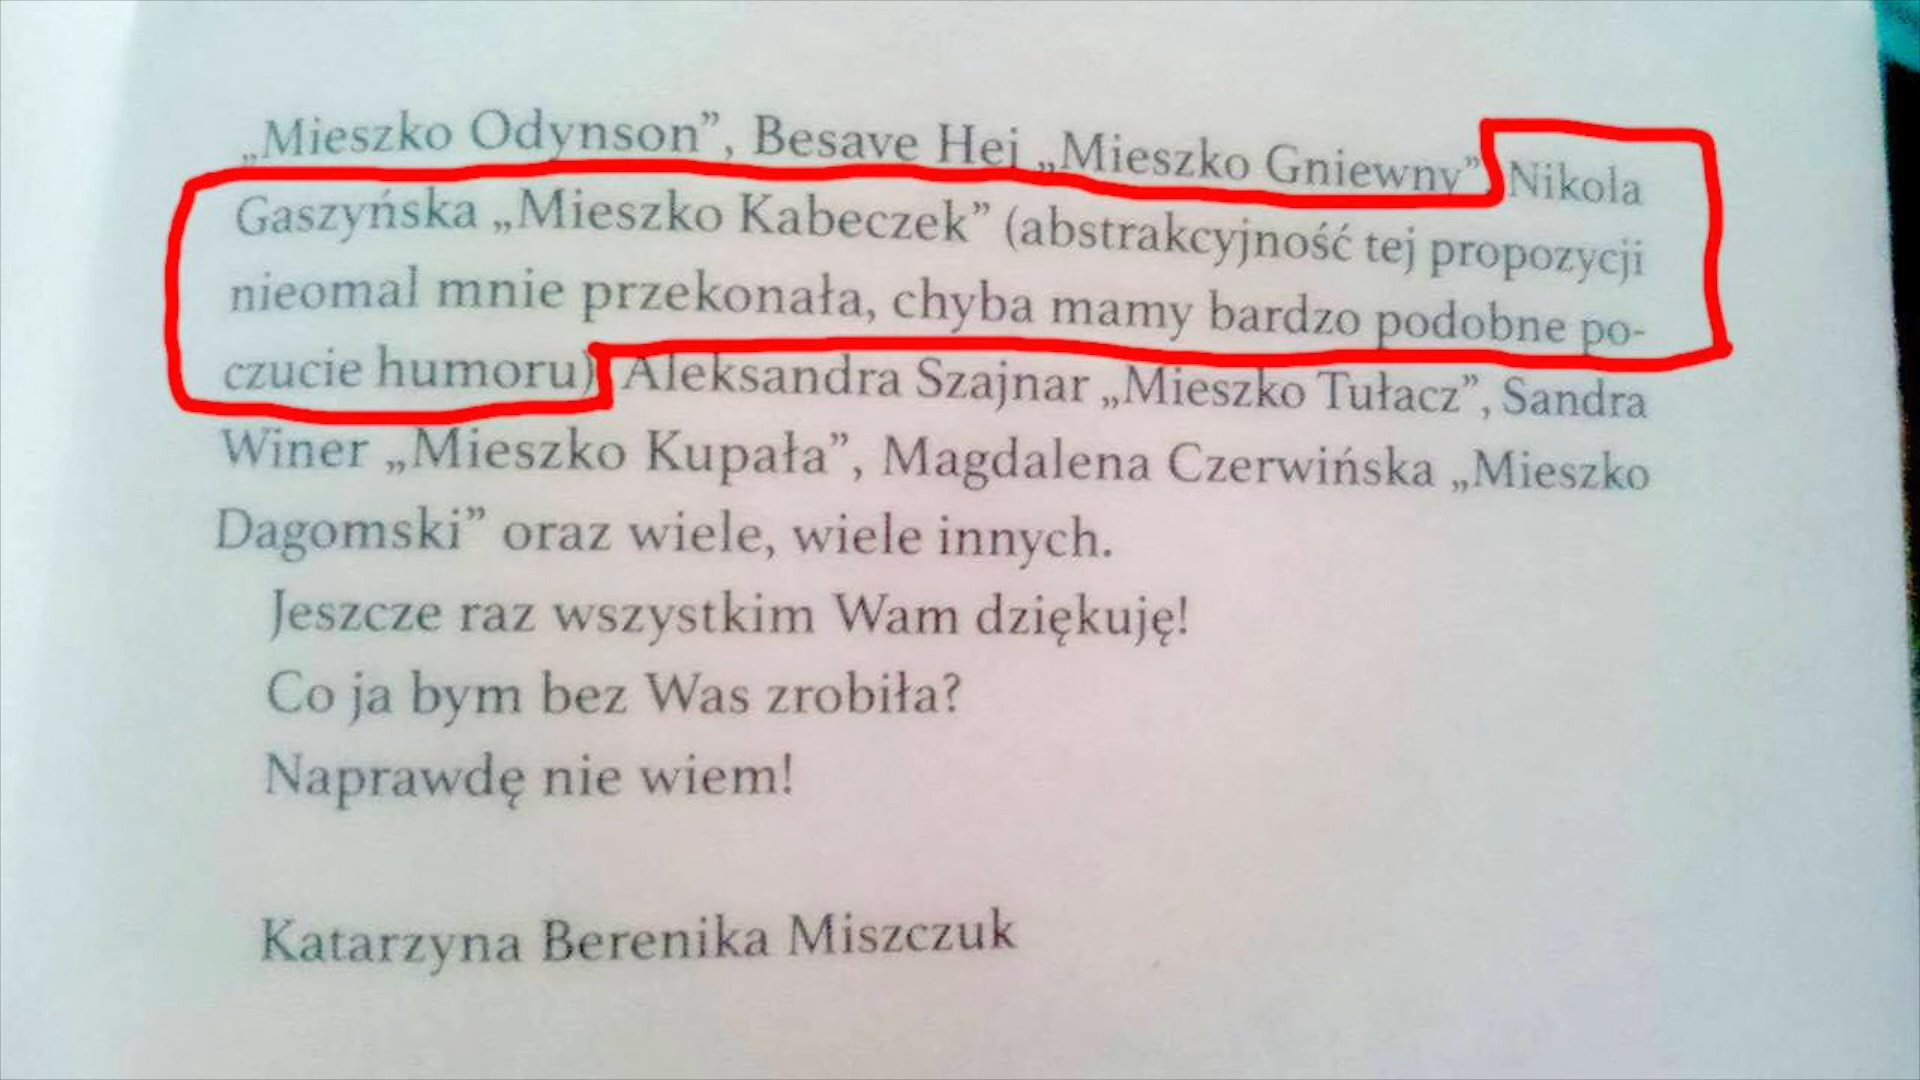 „Mieszko Odynson”, Besave Hej „Mieszko Gniewny”, Nikola
Gaszyńska „Mieszko Kabeczek” (abstrakcyjność tej propozycji
nieomal mnie przekonała, chyba mamy bardzo podobne po-
czucie humoru), Aleksandra Szajnar „Mieszko Tułacz”, Sandra
Winer „Mieszko Kupała”, Magdalena Czerwińska „Mieszko
Dagomski” oraz wiele, wiele innych.
Jeszcze raz wszystkim Wam dziękuję!
Co ja bym bez Was zrobiła?
Naprawdę nie wiem!
Katarzyna Berenika Miszczuk